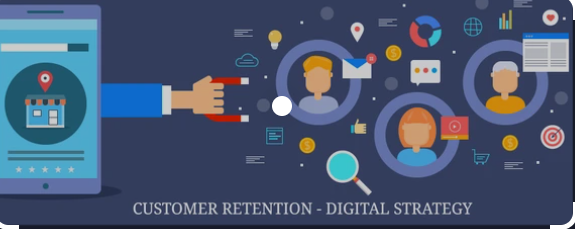 CUSTOMER RETENTION - DIGITAL STRATEGY